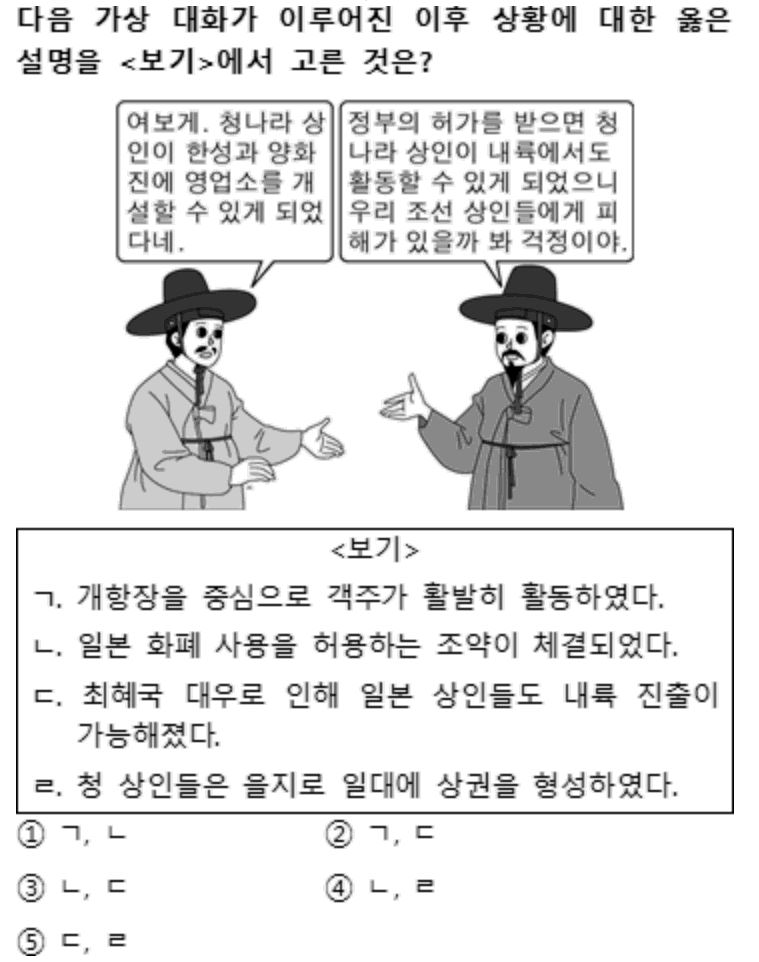 다음 가상 대화가 이루어진 이후 상황에 대한 옳은
설명을 <보기>에서 고른 것은?
여보게. 청나라 상
인이 한성과 양화
진에 영업소를 개
설할 수 있게 되었
다네.
정부의 허가를 받으면 청
나라 상인이 내륙에서도
활동할 수 있게 되었으니
우리 조선 상인들에게 피
해가 있을까 봐 걱정이야.
<보기>
ㄱ. 개항장을 중심으로 객주가 활발히 활동하였다.
ㄴ. 일본 화폐 사용을 허용하는 조약이 체결되었다.
ㄷ. 최혜국 대우로 인해 일본 상인들도 내륙 진출이
가능해졌다.
ㄹ. 청 상인들은 을지로 일대에 상권을 형성하였다.
① ㄱ, ㄴ ② ㄱ, ㄷ
③ ㄴ, ㄷ ④ ㄴ, ㄹ
⑤ ㄷ, ㄹ